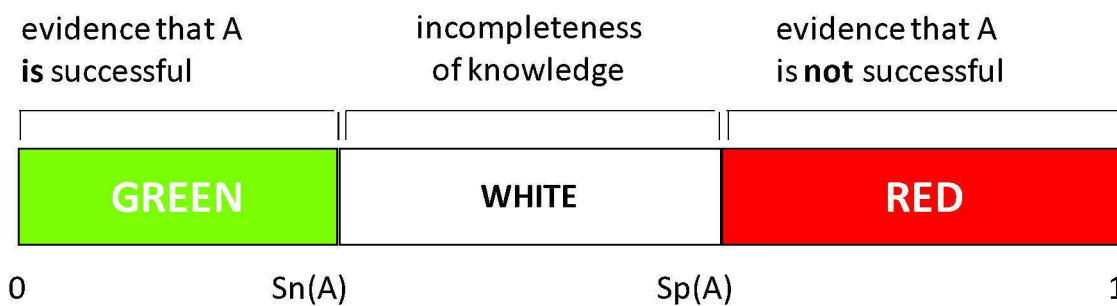 evidence that A
is successful
incompleteness
of knowledge
evidence that A
is not successful
GREEN
WHITE
RED
0
Sn(A)
Sp(A)
1